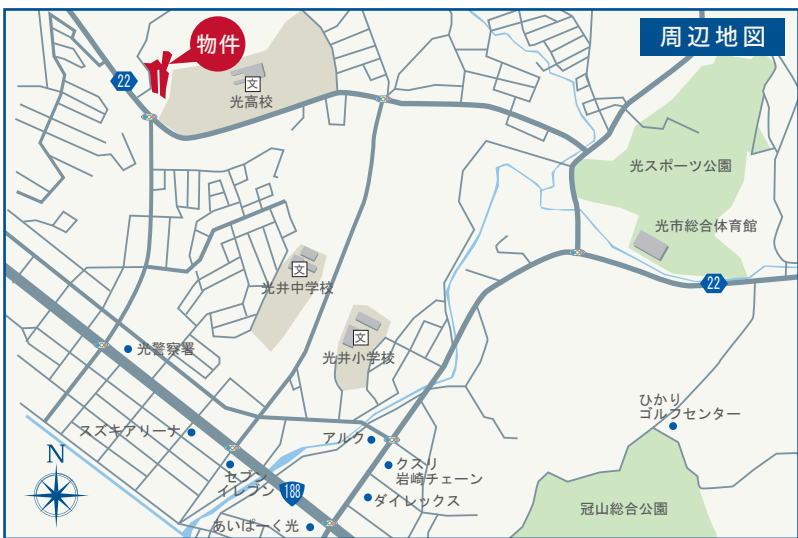 周辺地図
物件
22
文
光高校
光スポーツ公園
光市総合体育館
22
文
光井中学校
文
光井小学校
光警察署
ひかり
ゴルフセンター
スズキアリーナ
アルク
セブン
イレブン
クスリ
岩崎チェーン
188
ダイレックス
あいぱーく光
冠山総合公園
N